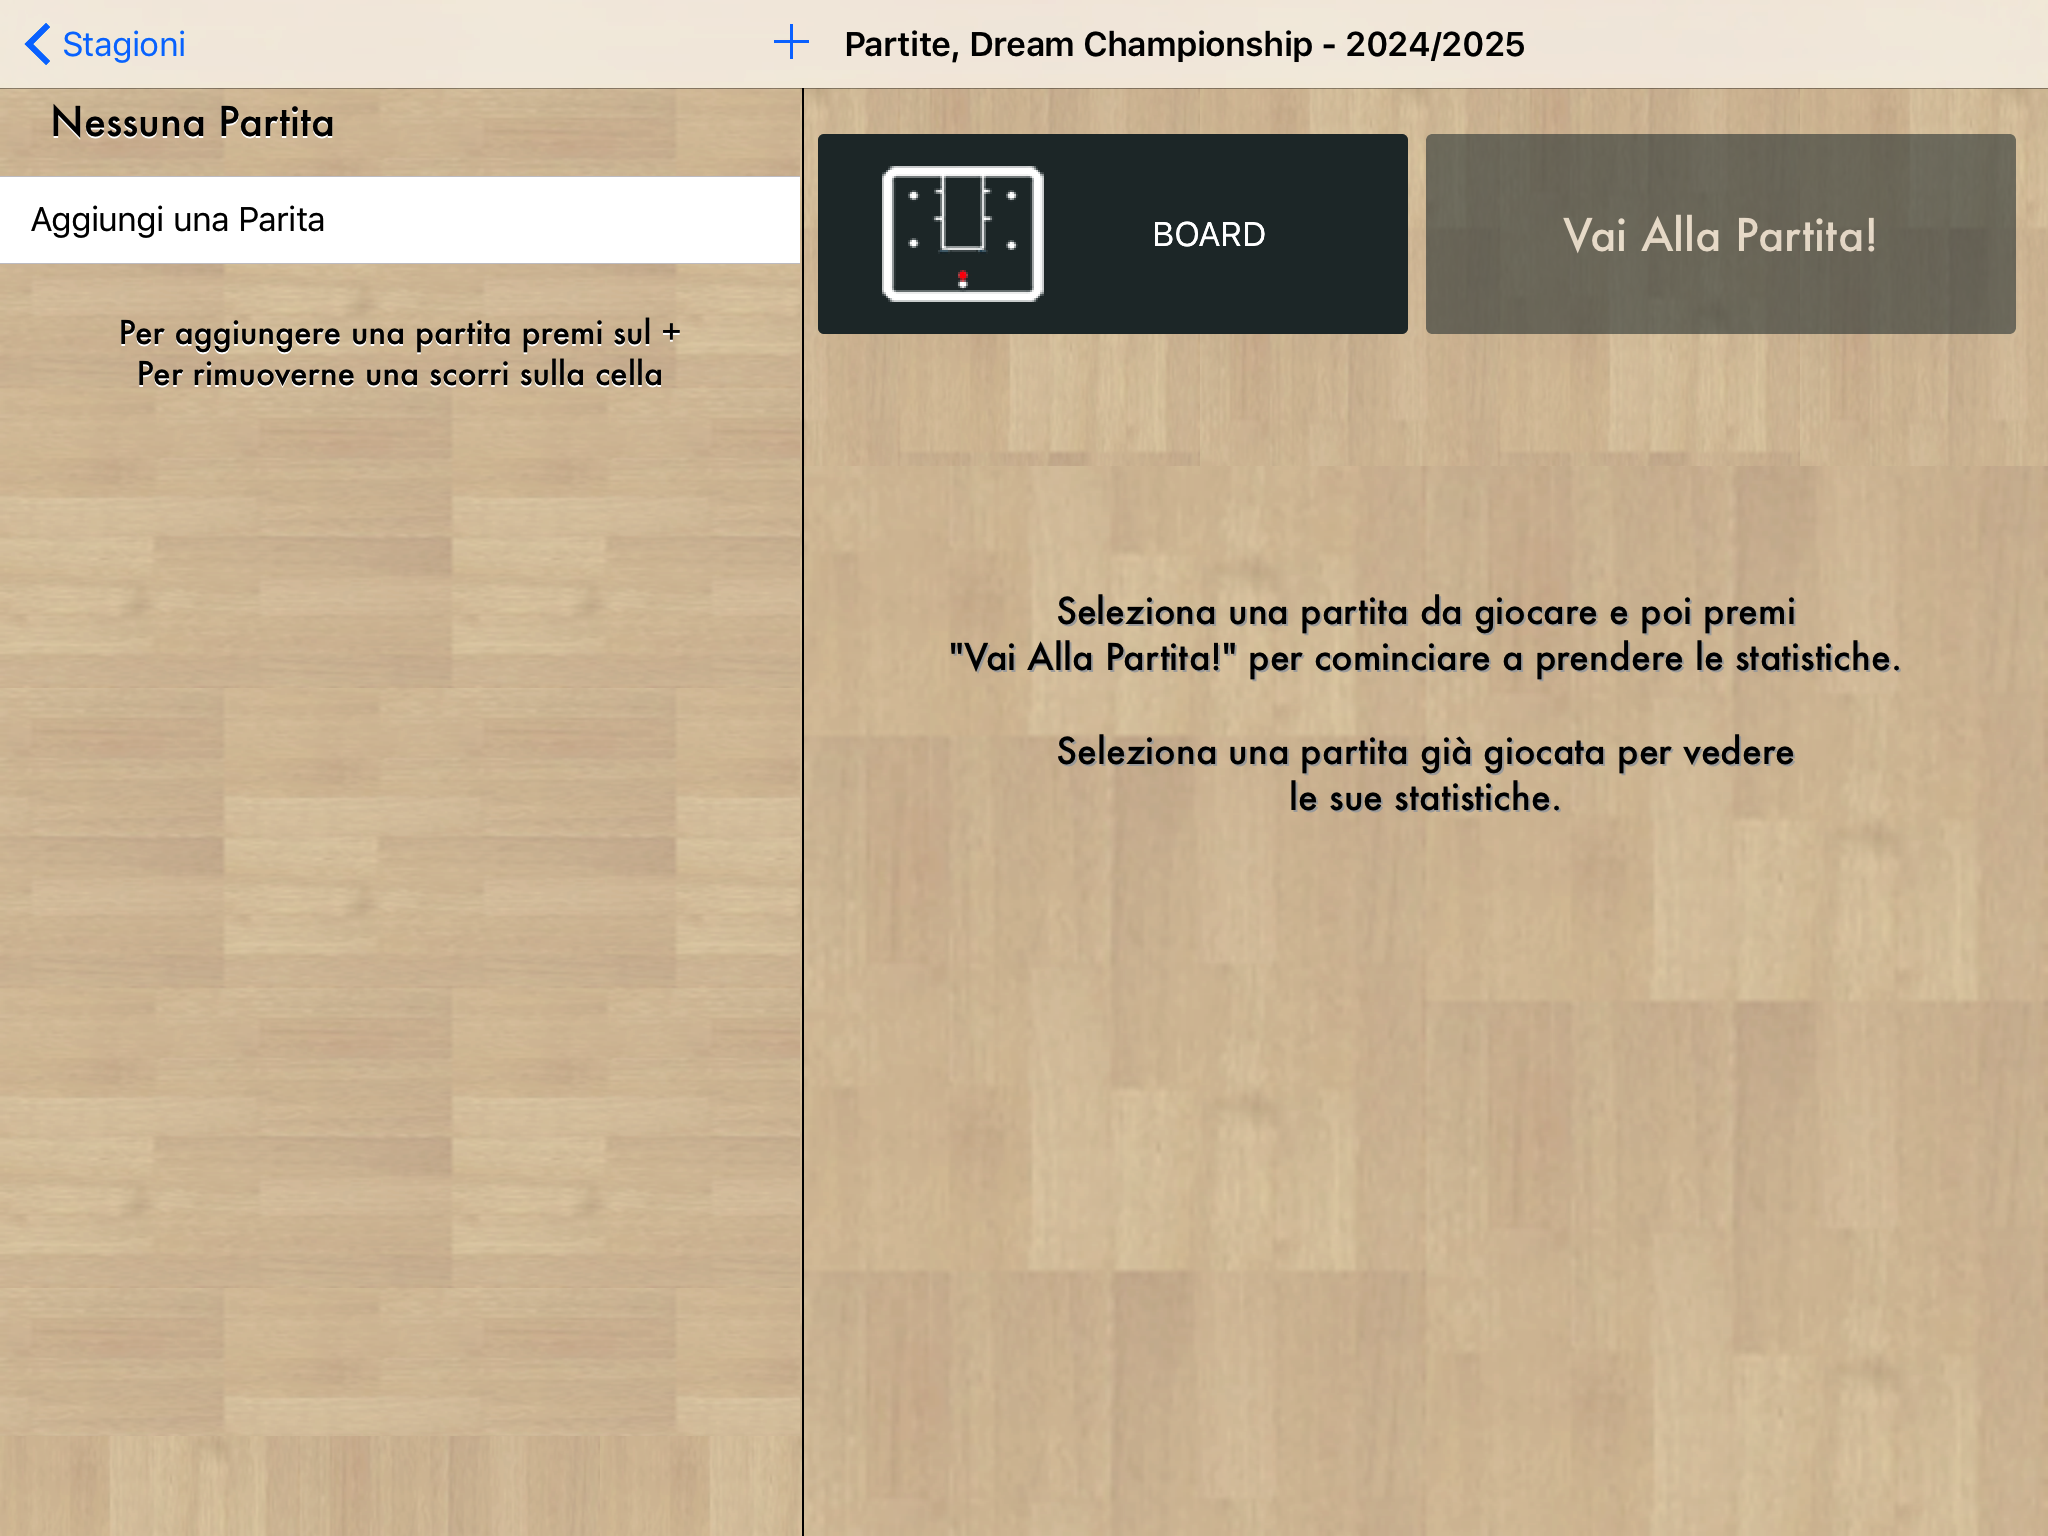 Stagioni
+
Partite, Dream Championship - 2024/2025
Nessuna Partita
Aggiungi una Parita
Per aggiungere una partita premi sul +
Per rimuoverne una scorri sulla cella
BOARD
Vai Alla Partita!
Seleziona una partita da giocare e poi premi
"Vai Alla Partita!" per cominciare a prendere le statistiche.
Seleziona una partita già giocata per vedere
le sue statistiche.